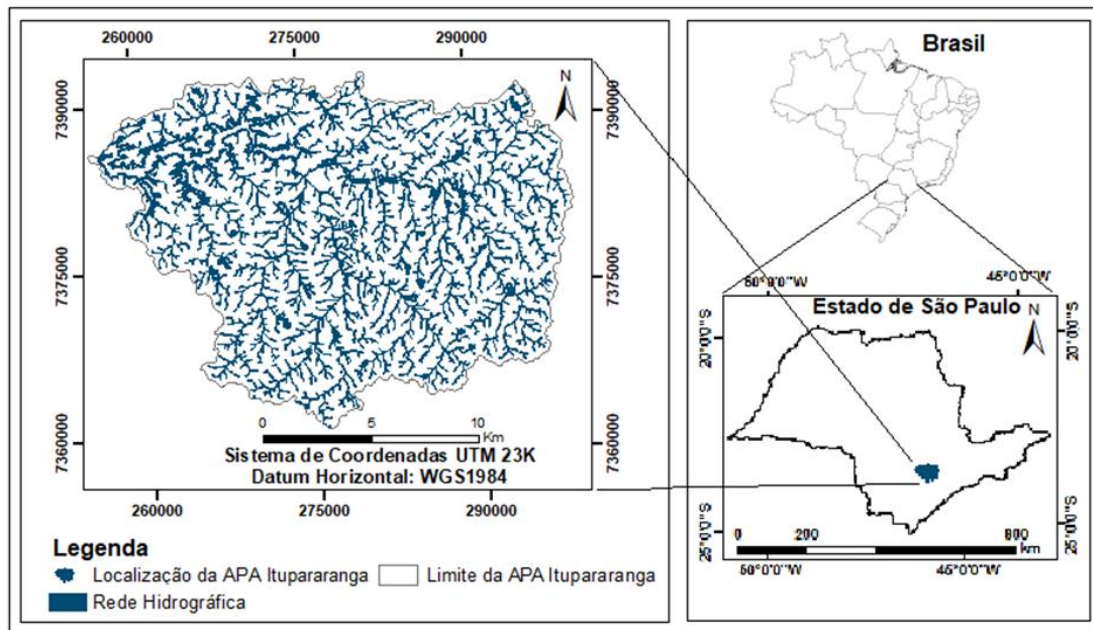 260000 275000 290000
N
7390000 7390000
7375000 7375000
7360000 7360000
0 5 10
Km
Sistema de Coordenadas UTM 23K
Datum Horizontal: WGS1984
260000 275000 290000
Legenda
Localização da APA Itupararanga Limite da APA Itupararanga
Rede Hidrográfica
Brasil
50°0'0"W 45°0'0"W
Estado de São Paulo N
20°0'0"S 20°0'0"S
25°0'0"S 25°0'0"S
0 200 800
km
50°0'0"W 45°0'0"W